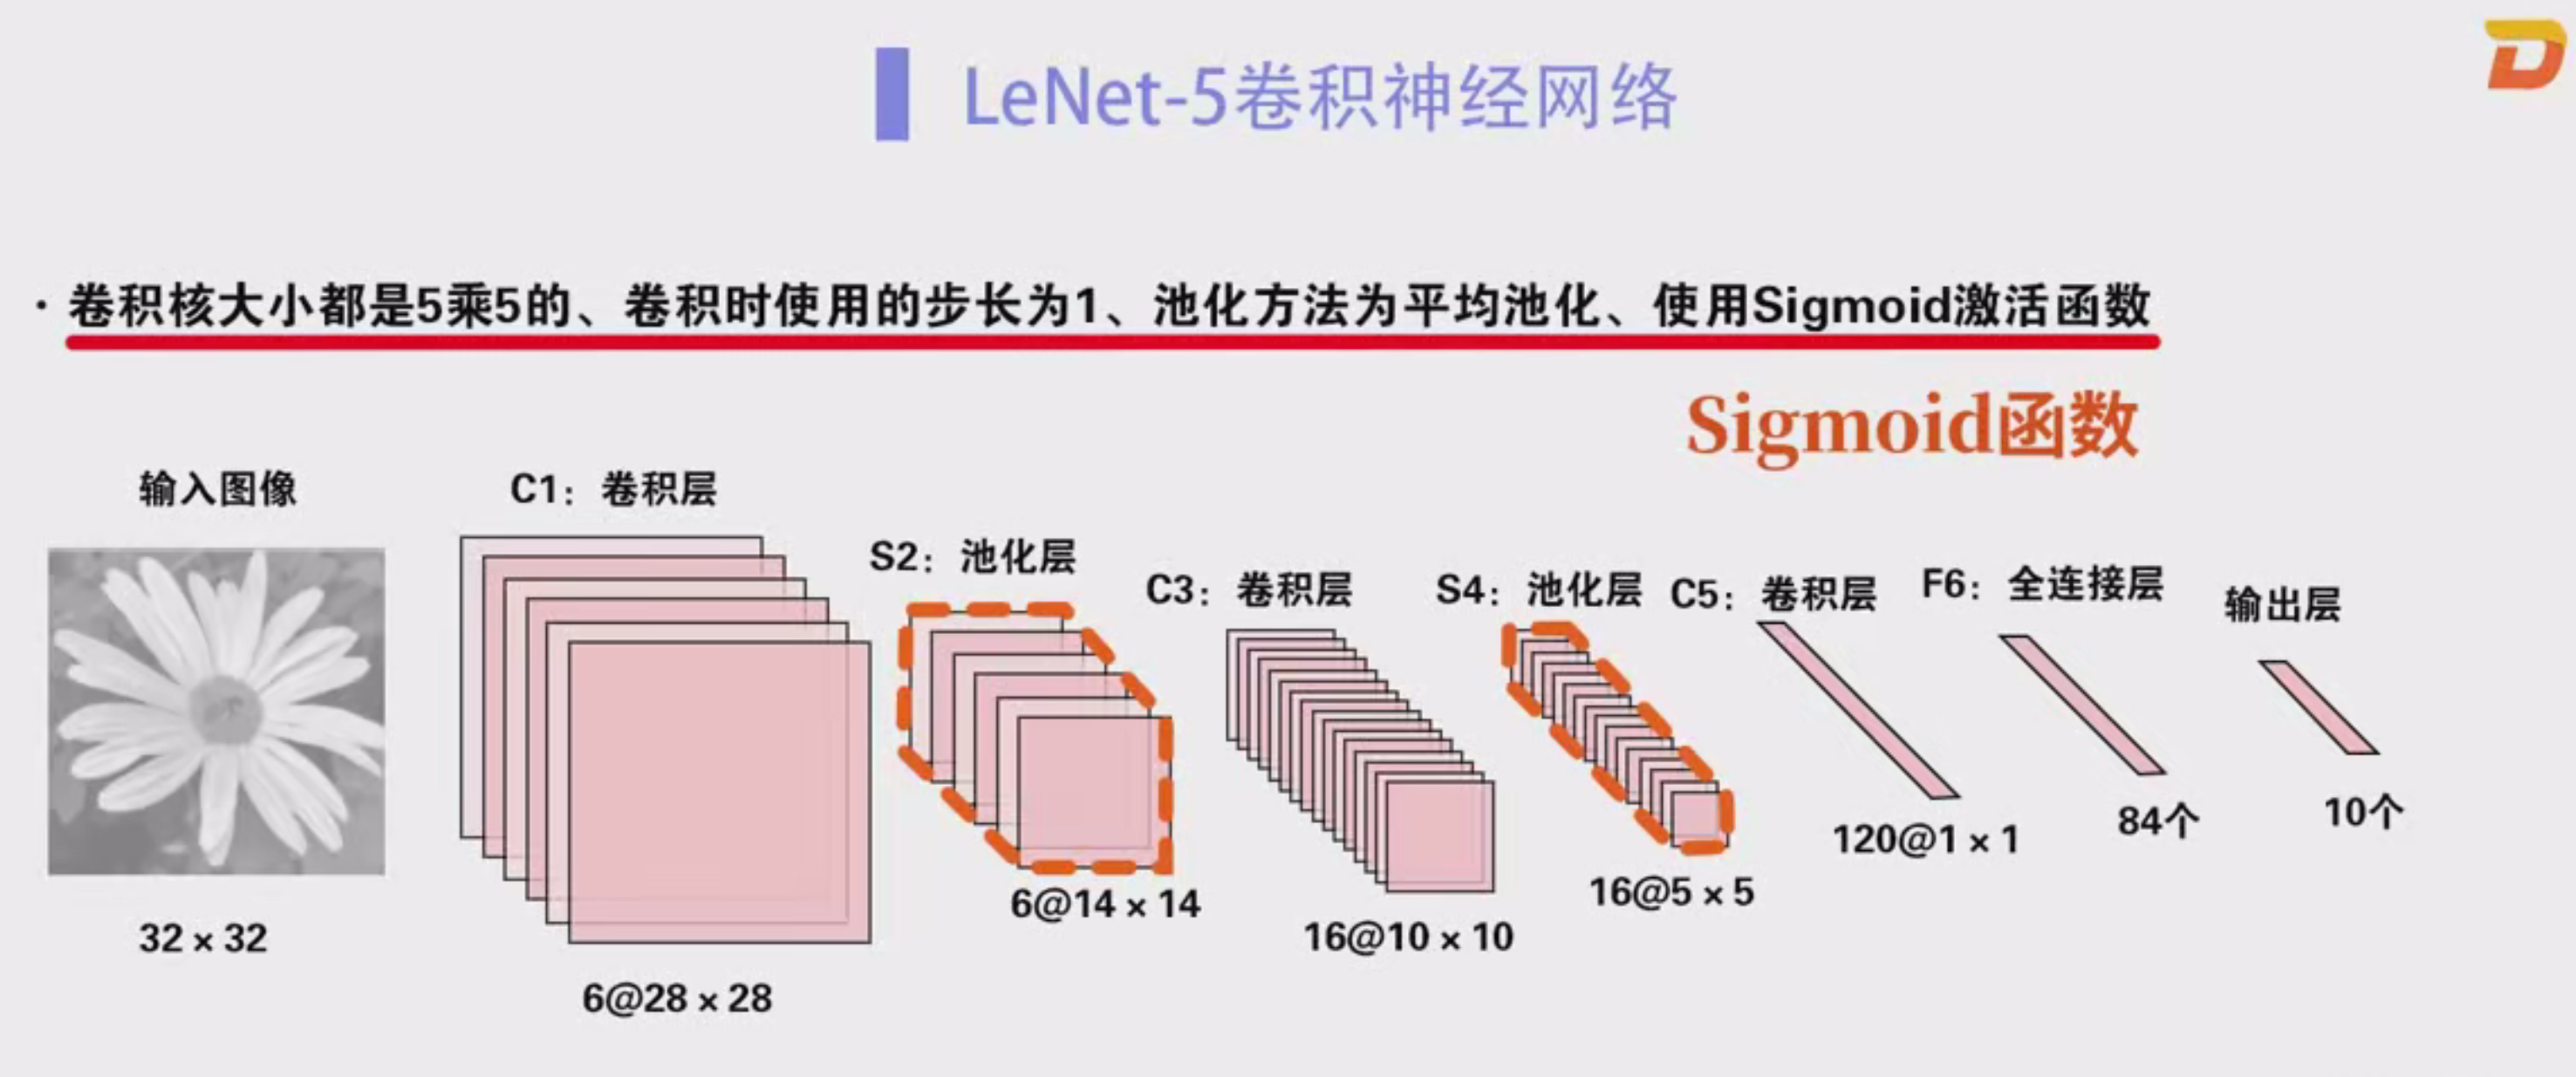 LeNet-5卷积神经网络
· 卷积核大小都是5乘5的、卷积时使用的步长为1、池化方法为平均池化、使用Sigmoid激活函数
Sigmoid函数
输入图像
32 × 32
C1：卷积层
6@28 × 28
S2：池化层
6@14 × 14
C3：卷积层
16@10 × 10
S4：池化层
16@5 × 5
C5：卷积层
120@1 × 1
F6：全连接层
84个
输出层
10个